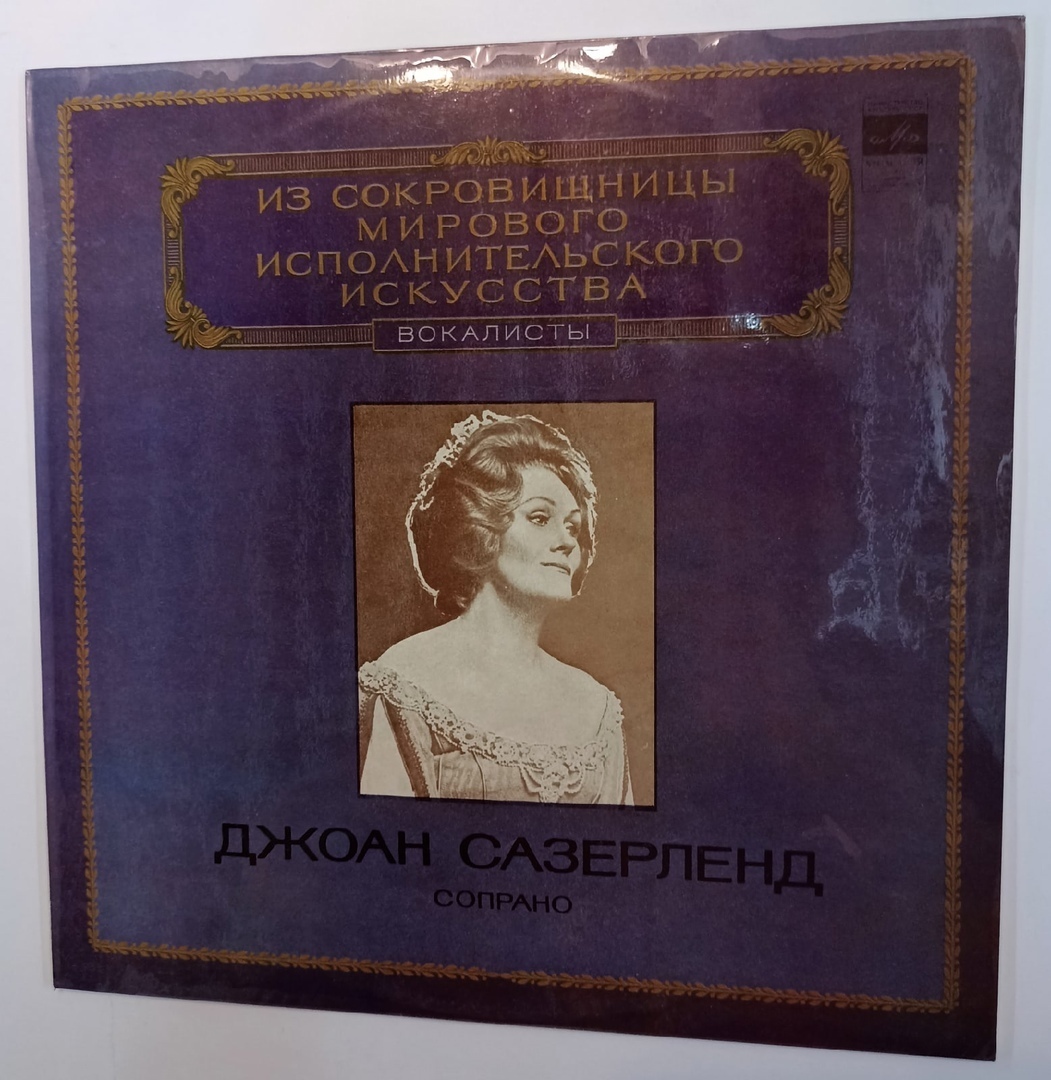 ИЗ СОКРОВИЩНИЦЫ
МИРОВОГО
ИСПОЛНИТЕЛЬСКОГО
ИСКУССТВА
ВОКАЛИСТЫ
ДЖОАН САЗЕРЛЕНД
СОПРАНО